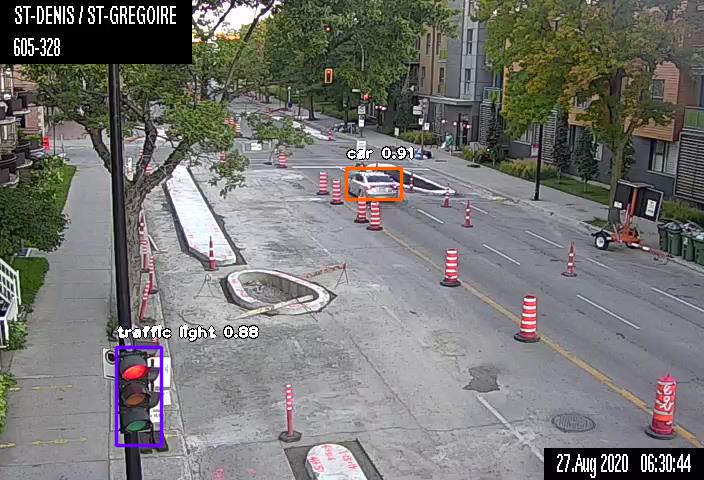 ST-DENIS / ST-GREGOIRE
605-328
car 0.91
traffic light 0.88
27.Aug 2020 06:30:44